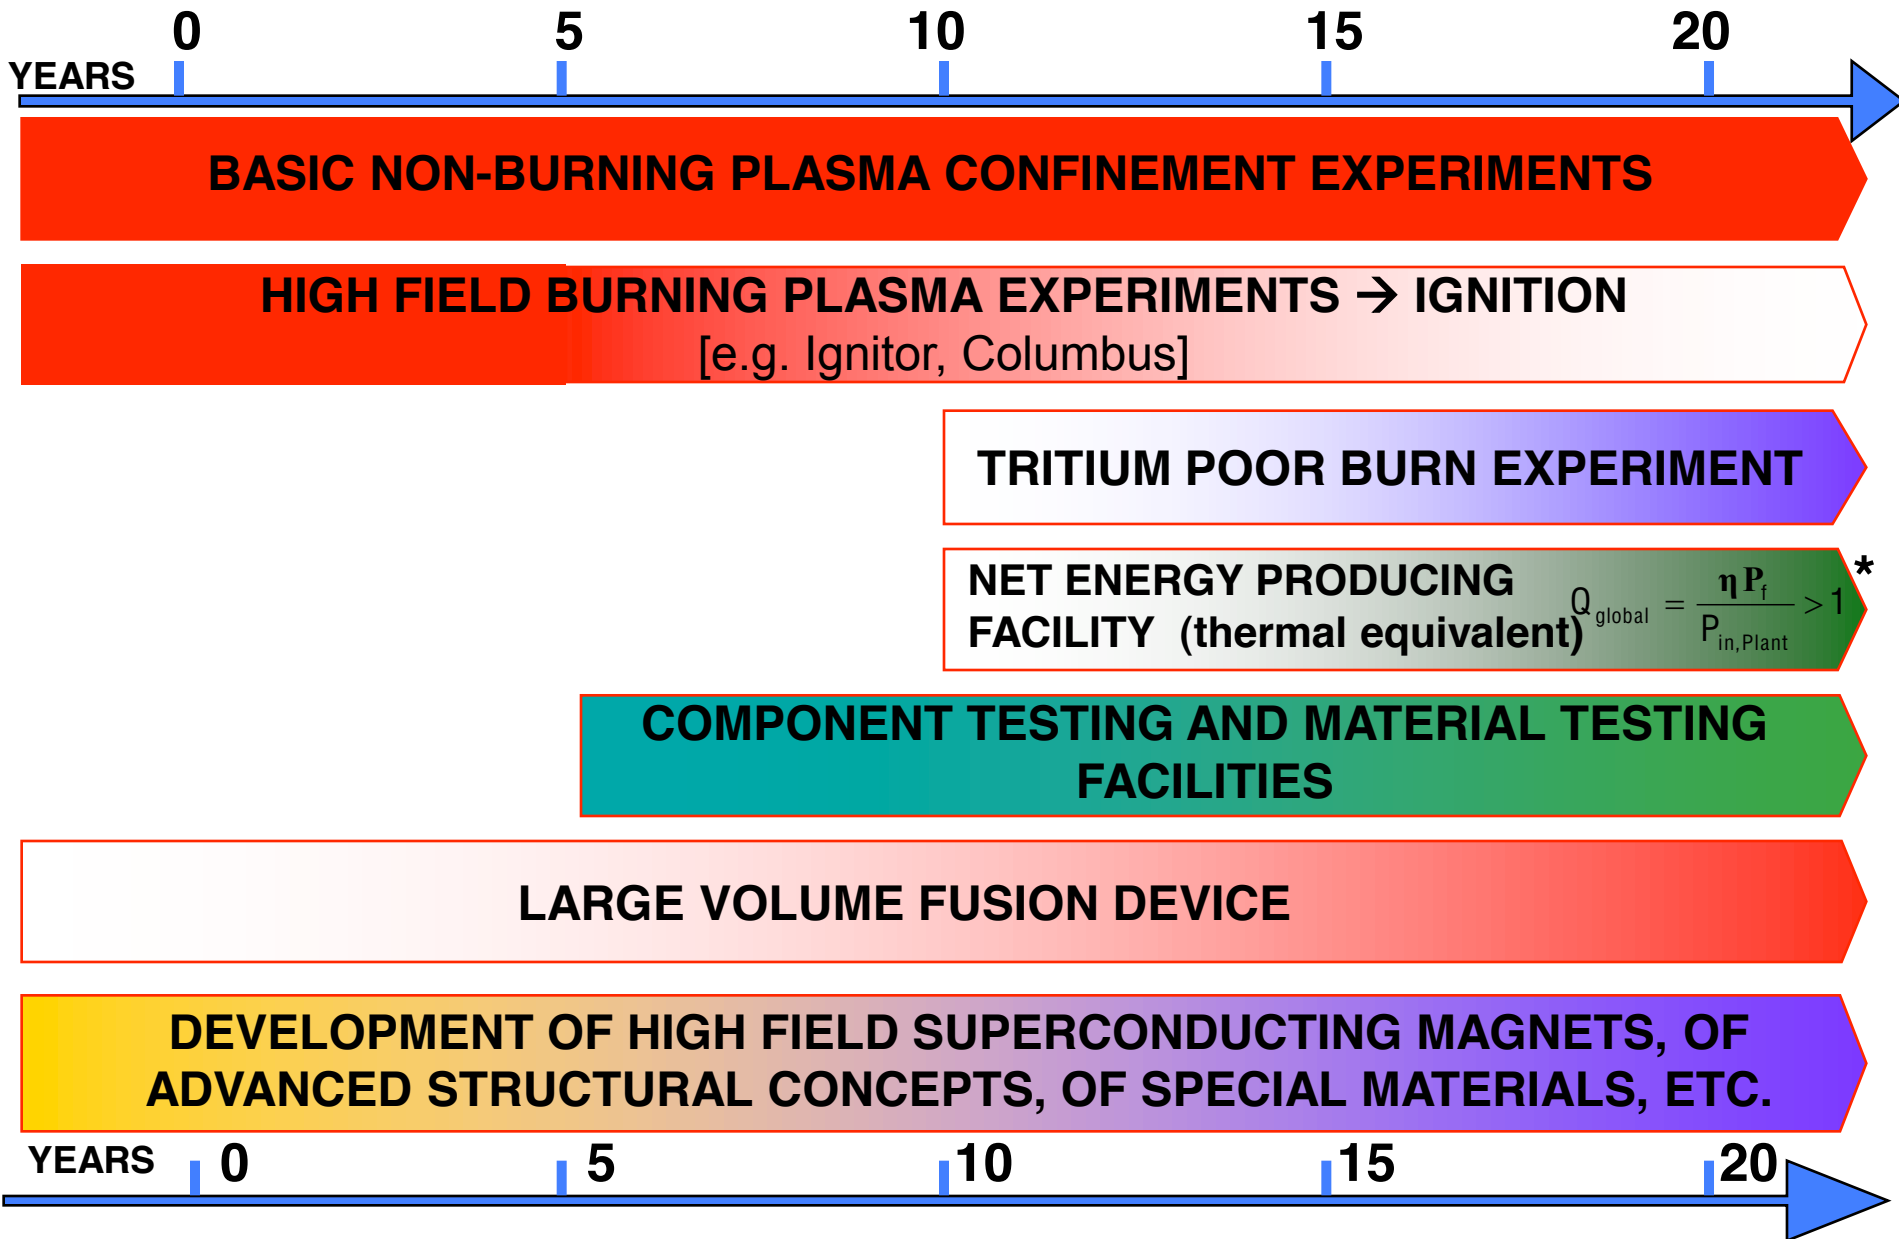 0 5 10 15 20
YEARS
BASIC NON-BURNING PLASMA CONFINEMENT EXPERIMENTS
HIGH FIELD BURNING PLASMA EXPERIMENTS → IGNITION
[e.g. Ignitor, Columbus]
TRITIUM POOR BURN EXPERIMENT
NET ENERGY PRODUCING
FACILITY (thermal equivalent)
Q global = η Pf / P in,Plant > 1 *
COMPONENT TESTING AND MATERIAL TESTING
FACILITIES
LARGE VOLUME FUSION DEVICE
DEVELOPMENT OF HIGH FIELD SUPERCONDUCTING MAGNETS, OF
ADVANCED STRUCTURAL CONCEPTS, OF SPECIAL MATERIALS, ETC.
YEARS 0 5 10 15 20